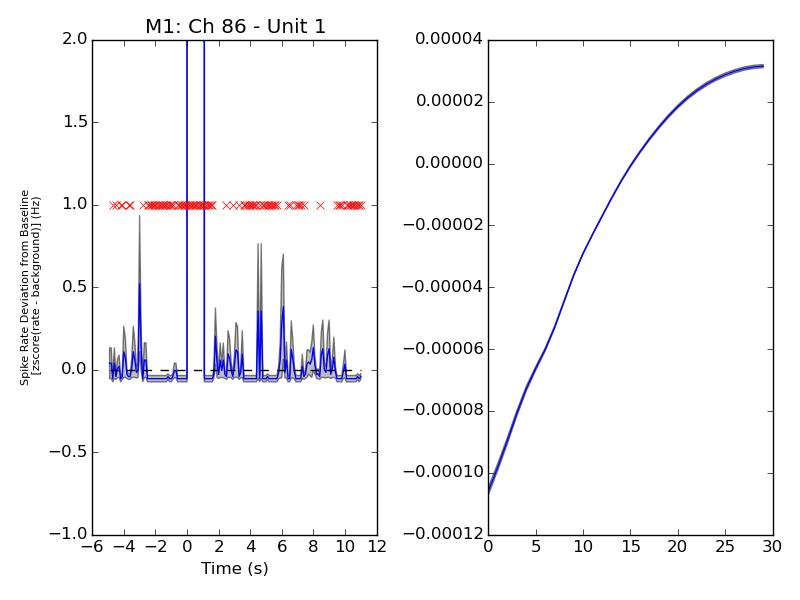 M1: Ch 86 - Unit 1
Spike Rate Deviation from Baseline
[zscore(rate - background)] (Hz)
2.0
1.5
1.0
0.5
0.0
−0.5
−1.0
−6 −4 −2 0 2 4 6 8 10 12
Time (s)
0.00004
0.00002
0.00000
−0.00002
−0.00004
−0.00006
−0.00008
−0.00010
−0.00012
0 5 10 15 20 25 30